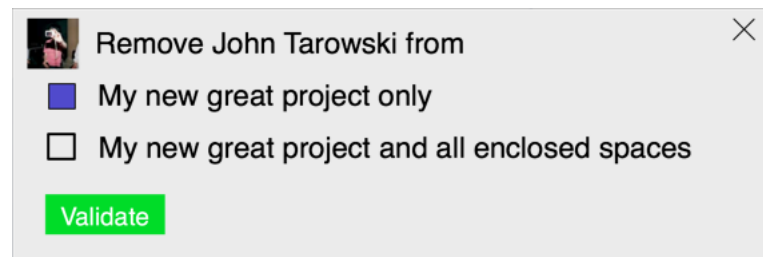 Remove John Tarowski from
My new great project only
My new great project and all enclosed spaces
Validate